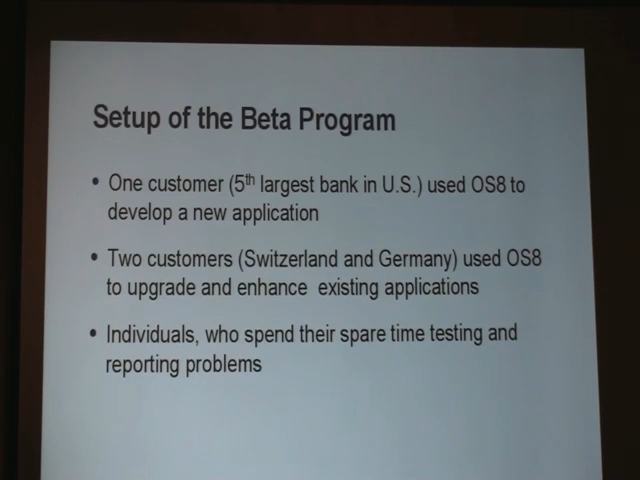 Setup of the Beta Program
• One customer (5th largest bank in U.S.) used OS8 to
develop a new application
• Two customers (Switzerland and Germany) used OS8
to upgrade and enhance existing applications
• Individuals, who spend their spare time testing and
reporting problems